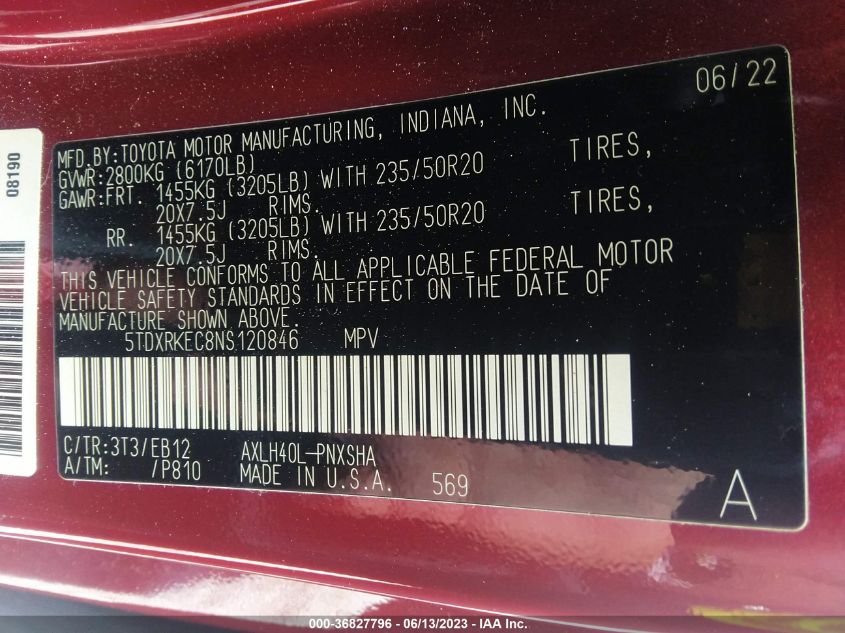 06/22
MFD.BY:TOYOTA MOTOR MANUFACTURING, INDIANA, INC.
GVWR:2800KG (6170LB)
GAWR:FRT. 1455KG (3205LB) WITH 235/50R20 TIRES,
20X7.5J RIMS.
RR. 1455KG (3205LB) WITH 235/50R20 TIRES,
20X7.5J RIMS.
THIS VEHICLE CONFORMS TO ALL APPLICABLE FEDERAL MOTOR
VEHICLE SAFETY STANDARDS IN EFFECT ON THE DATE OF
MANUFACTURE SHOWN ABOVE.
5TDXRKEC8NS120846 MPV
C/TR:3T3/EB12 AXLH40L-PNXSHA
A/TM: /P810 MADE IN U.S.A. 569
A
08190
000-36827796 - 06/13/2023 - IAA Inc.